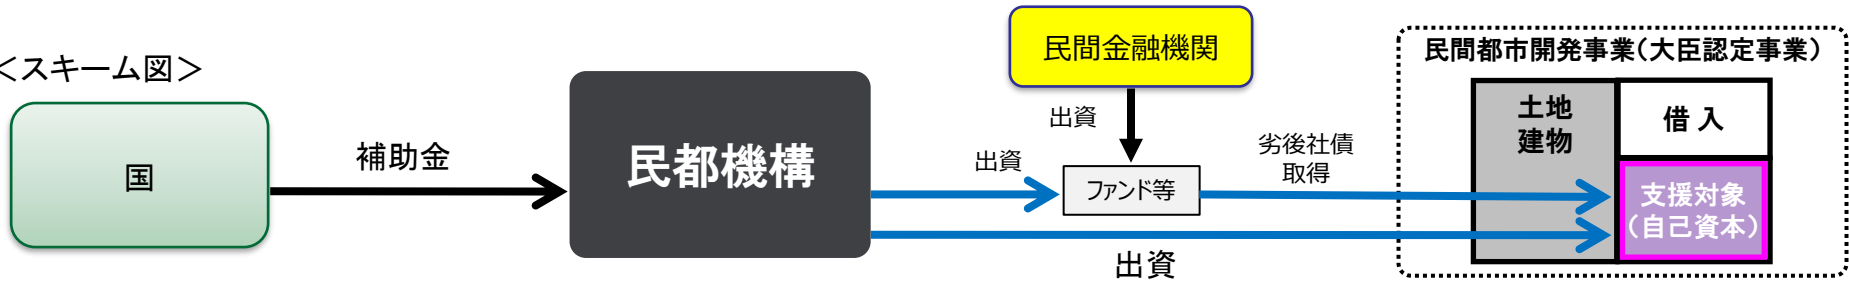 ＜スキーム図＞
国
補助金
民都機構
民間金融機関
出資
出資
ファンド等
劣後社債
取得
出資
民間都市開発事業（大臣認定事業）
土地
建物
借 入
支援対象
（自己資本）